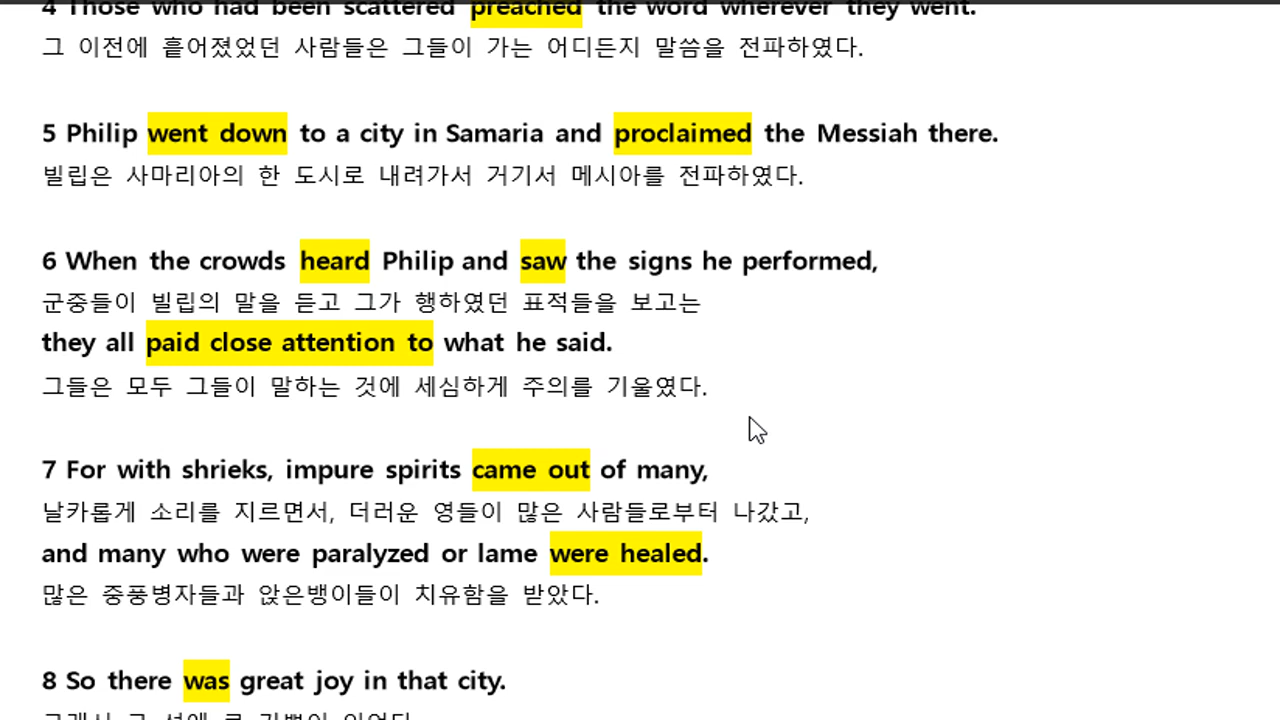 4 Those who had been scattered preached the word wherever they went.
그 이전에 흩어졌었던 사람들은 그들이 가는 어디든지 말씀을 전파하였다.
5 Philip went down to a city in Samaria and proclaimed the Messiah there.
빌립은 사마리아의 한 도시로 내려가서 거기서 메시아를 전파하였다.
6 When the crowds heard Philip and saw the signs he performed,
군중들이 빌립의 말을 듣고 그가 행하였던 표적들을 보고는
they all paid close attention to what he said.
그들은 모두 그들이 말하는 것에 세심하게 주의를 기울였다.
7 For with shrieks, impure spirits came out of many,
날카롭게 소리를 지르면서, 더러운 영들이 많은 사람들로부터 나갔고,
and many who were paralyzed or lame were healed.
많은 중풍병자들과 앉은뱅이들이 치유함을 받았다.
8 So there was great joy in that city.